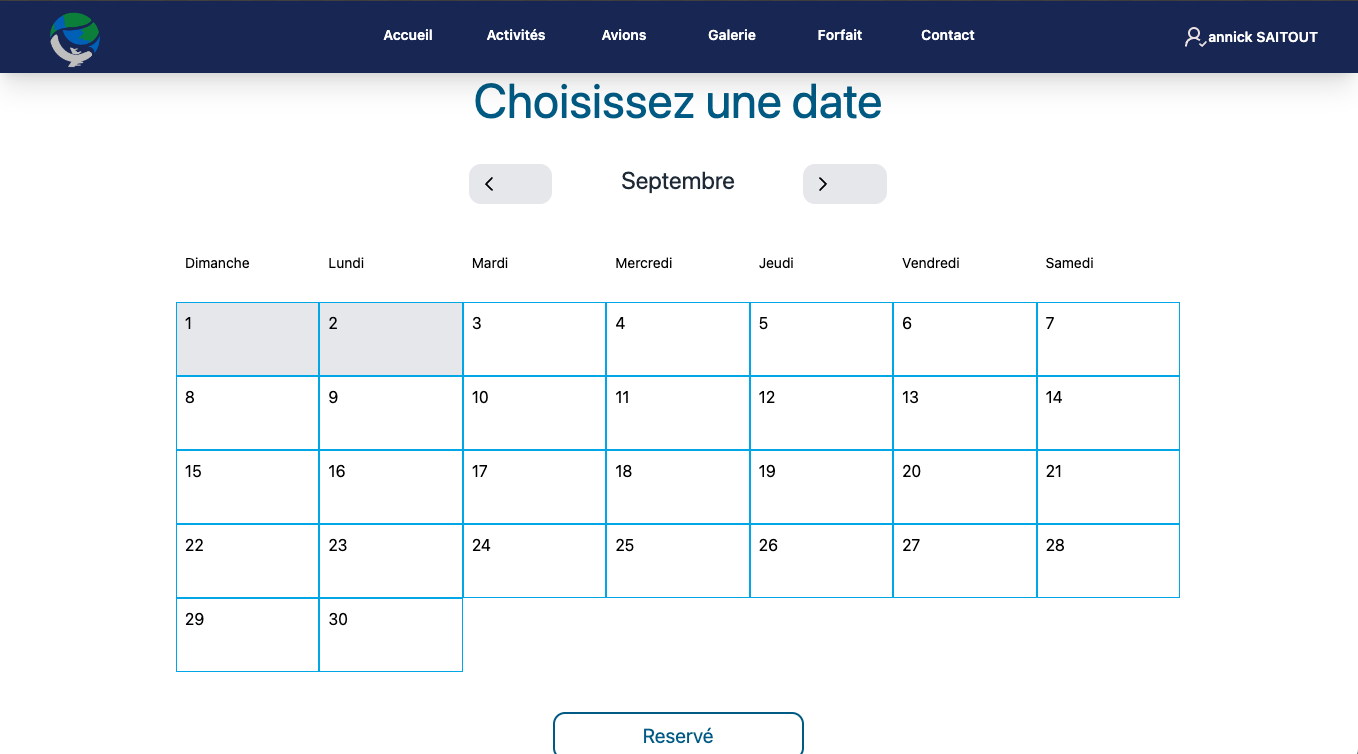 Accueil Activités Avions Galerie Forfait Contact annick SAITOUT
Choisissez une date
Septembre
Dimanche Lundi Mardi Mercredi Jeudi Vendredi Samedi
1 2 3 4 5 6 7
8 9 10 11 12 13 14
15 16 17 18 19 20 21
22 23 24 25 26 27 28
29 30
Reservé